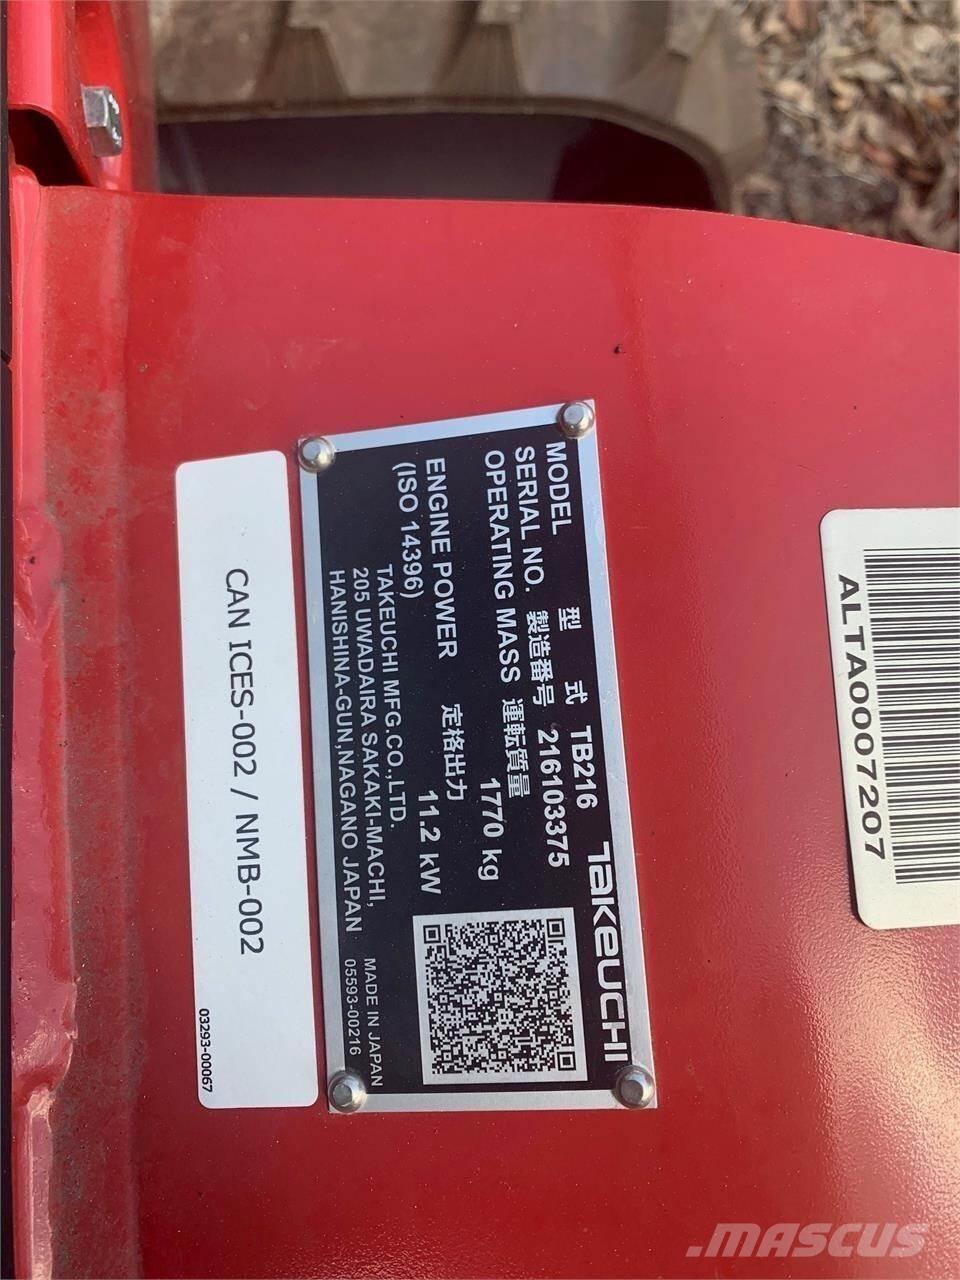 TAKEUCHI
MODEL 型 式 TB216
SERIAL NO. 製造番号 216103375
OPERATING MASS 運転質量 1770 kg
ENGINE POWER 定格出力 11.2 kW
(ISO 14396)
TAKEUCHI MFG.CO.,LTD.
205 UWADAIRA SAKAKI-MACHI,
HANISHINA-GUN,NAGANO JAPAN
MADE IN JAPAN
05593-00216
CAN ICES-002 / NMB-002
03293-00067
ALTA0007207
MASCUS